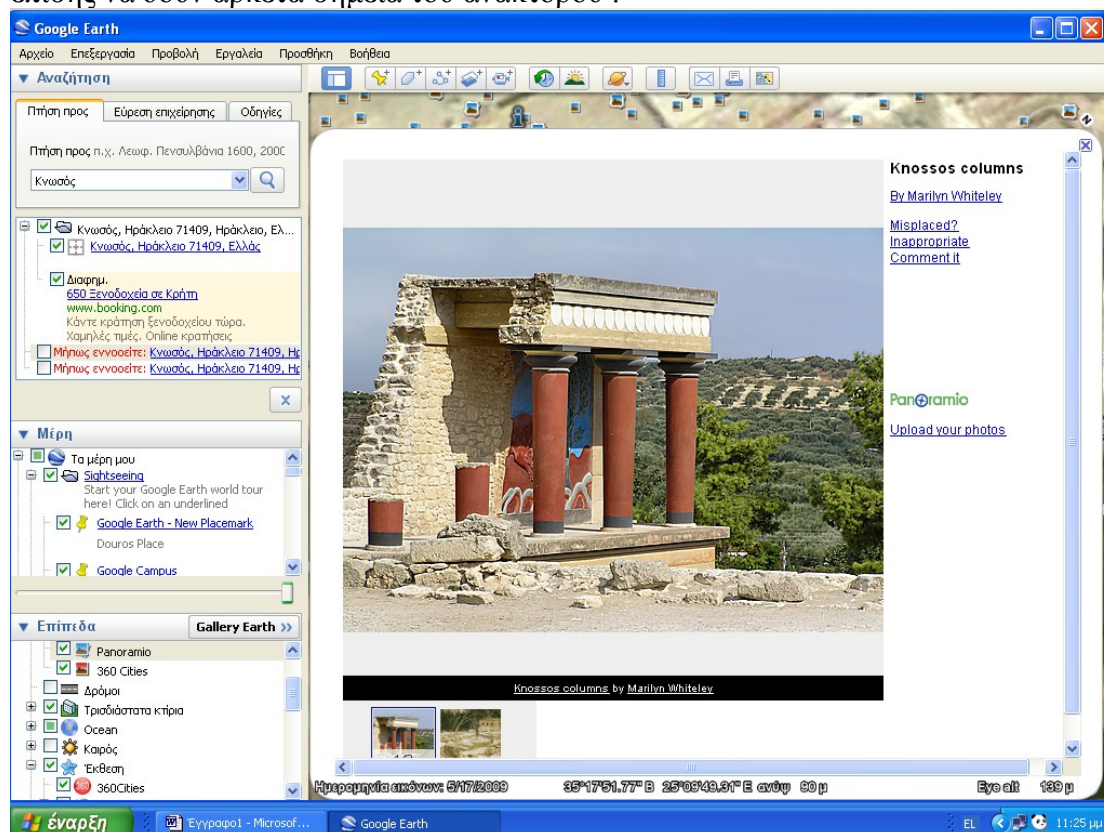 επίσης να δουν αρκετά σημεία του ανακτόρου .
Google Earth
Αρχείο Επεξεργασία Προβολή Εργαλεία Προσθήκη Βοήθεια
Αναζήτηση
Πτήση προς Εύρεση επιχείρησης Οδηγίες
Πτήση προς π.χ. Λεωφ. Πενσυλβάνια 1600, 2000
Κνωσός
Κνωσός, Ηράκλειο 71409, Ηράκλειο, Ελ...
Κνωσός, Ηράκλειο 71409, Ελλάς
Διαφημ.
650 Ξενοδοχεία σε Κρήτη
www.booking.com
Κάντε κράτηση ξενοδοχείου τώρα.
Χαμηλές τιμές. Online κρατήσεις
Μήπως εννοοείτε: Κνωσός, Ηράκλειο 71409, Ηρ
Μήπως εννοοείτε: Κνωσός, Ηράκλειο 71409, Ηρ
Μέρη
Τα μέρη μου
Sightseeing
Start your Google Earth world tour
here! Click on an underlined
Google Earth - New Placemark
Douros Place
Google Campus
Επίπεδα
Gallery Earth >>
Panoramio
360 Cities
Δρόμοι
Τρισδιάστατα κτίρια
Ocean
Καιρός
Έκθεση
360Cities
Knossos columns
By Marilyn Whiteley
Misplaced?
Inappropriate
Comment it
Panoramio
Upload your photos
Knossos columns by Marilyn Whiteley
Ημερομηνία εικόνων: 5/17/2009 35°17'51.77" Β 25°09'49.31" Ε ανύψ 90 μ Eye alt 139 μ
έναρξη Έγγραφο1 - Microsof... Google Earth EL 11:25 μμ